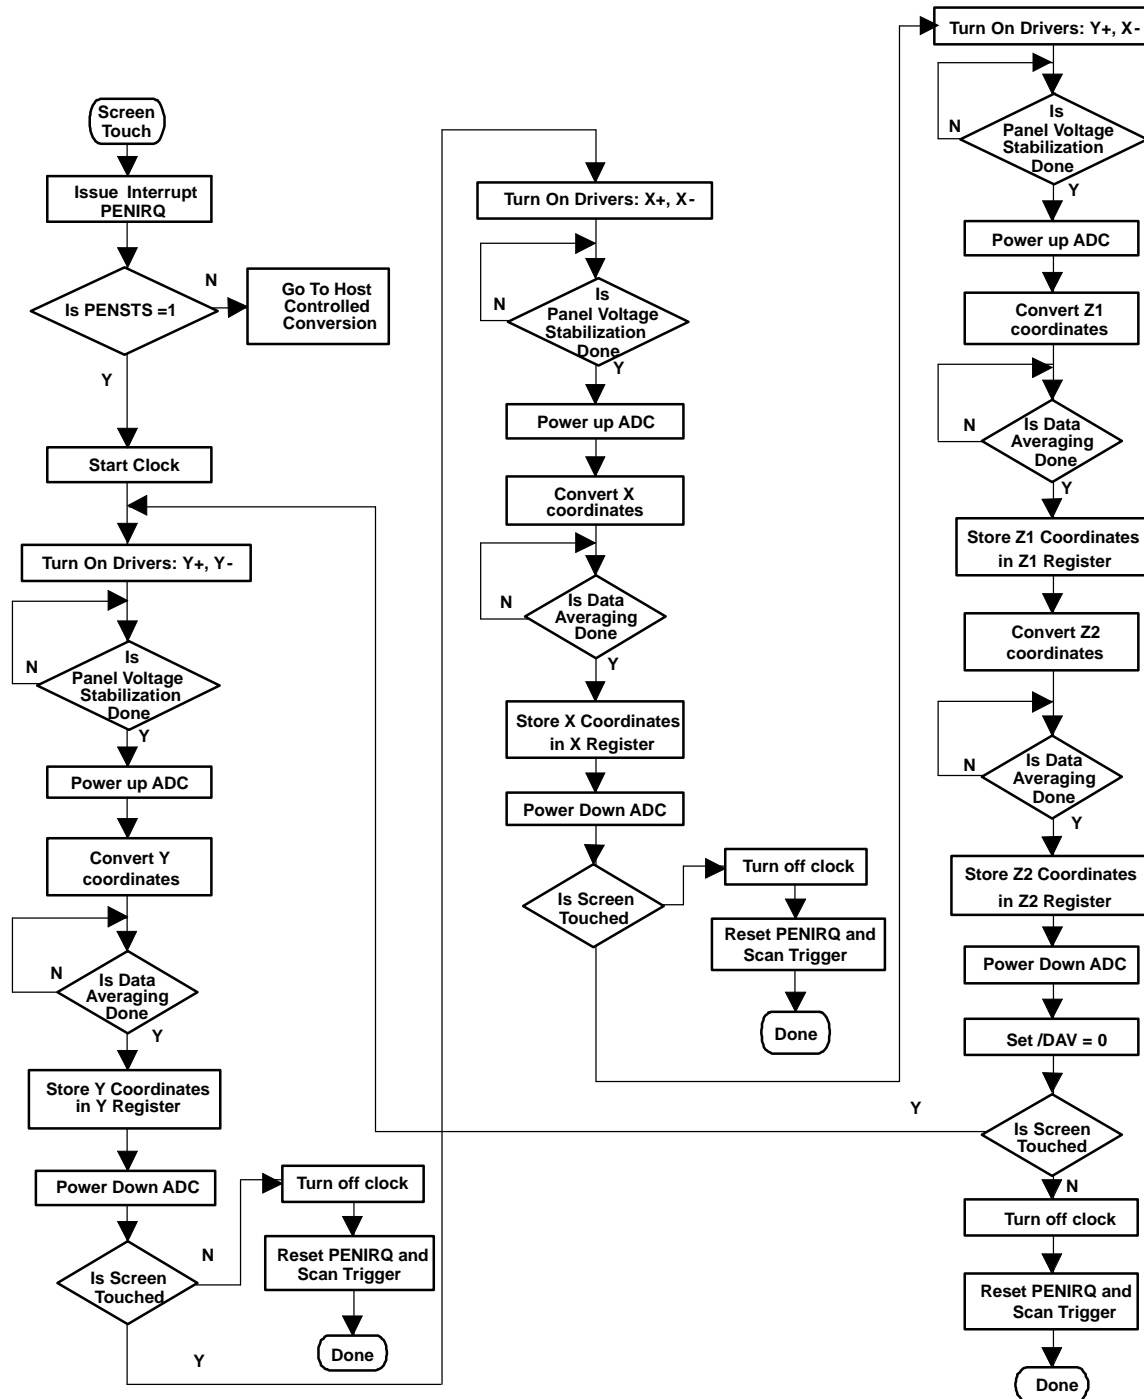 Screen
Touch
Issue Interrupt
PENIRQ
Is PENSTS =1
N
Go To Host
Controlled
Conversion
Y
Start Clock
Turn On Drivers: Y+, Y-
N
Is
Panel Voltage
Stabilization
Done
Y
Power up ADC
Convert Y
coordinates
N
Is Data
Averaging
Done
Y
Store Y Coordinates
in Y Register
Power Down ADC
Is Screen
Touched
N
Turn off clock
Reset PENIRQ and
Scan Trigger
Done
Y
Turn On Drivers: X+, X-
N
Is
Panel Voltage
Stabilization
Done
Y
Power up ADC
Convert X
coordinates
N
Is Data
Averaging
Done
Y
Store X Coordinates
in X Register
Power Down ADC
Is Screen
Touched
Turn off clock
Reset PENIRQ and
Scan Trigger
Done
Turn On Drivers: Y+, X-
N
Is
Panel Voltage
Stabilization
Done
Y
Power up ADC
Convert Z1
coordinates
N
Is Data
Averaging
Done
Y
Store Z1 Coordinates
in Z1 Register
Convert Z2
coordinates
N
Is Data
Averaging
Done
Y
Store Z2 Coordinates
in Z2 Register
Power Down ADC
Set /DAV = 0
Y
Is Screen
Touched
N
Turn off clock
Reset PENIRQ and
Scan Trigger
Done